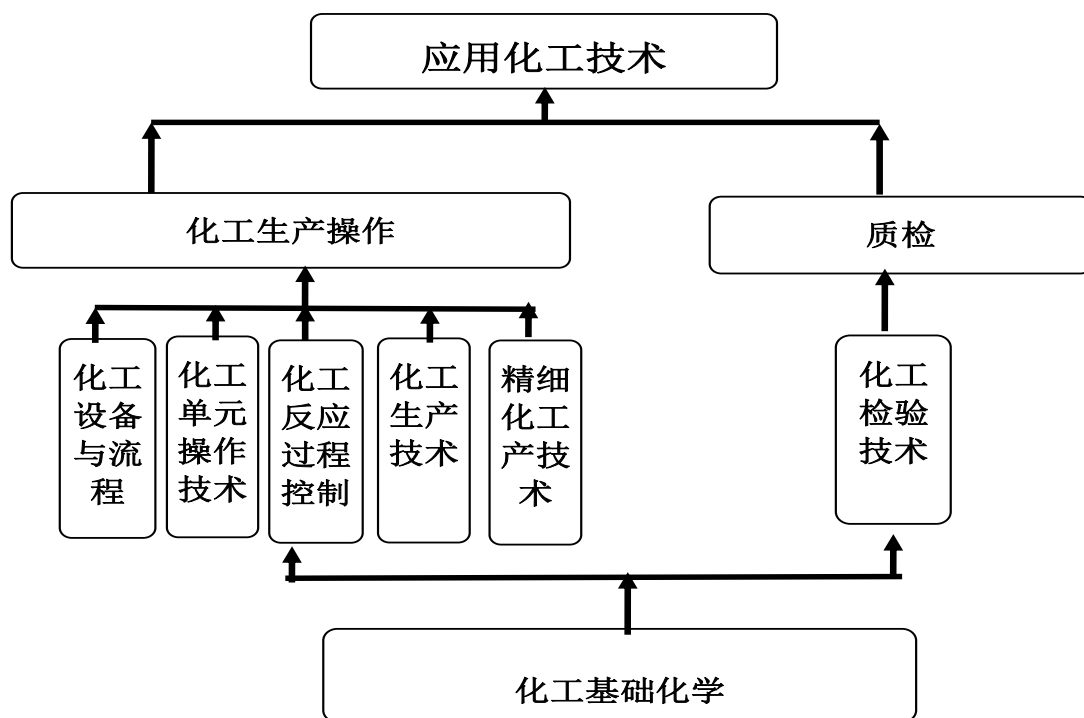 应用化工技术
化工生产操作
质检
化工
设备
与流
程
化工
单元
操作
技术
化工
反应
过程
控制
化工
生产
技术
精细
化工
产技
术
化工
检验
技术
化工基础化学